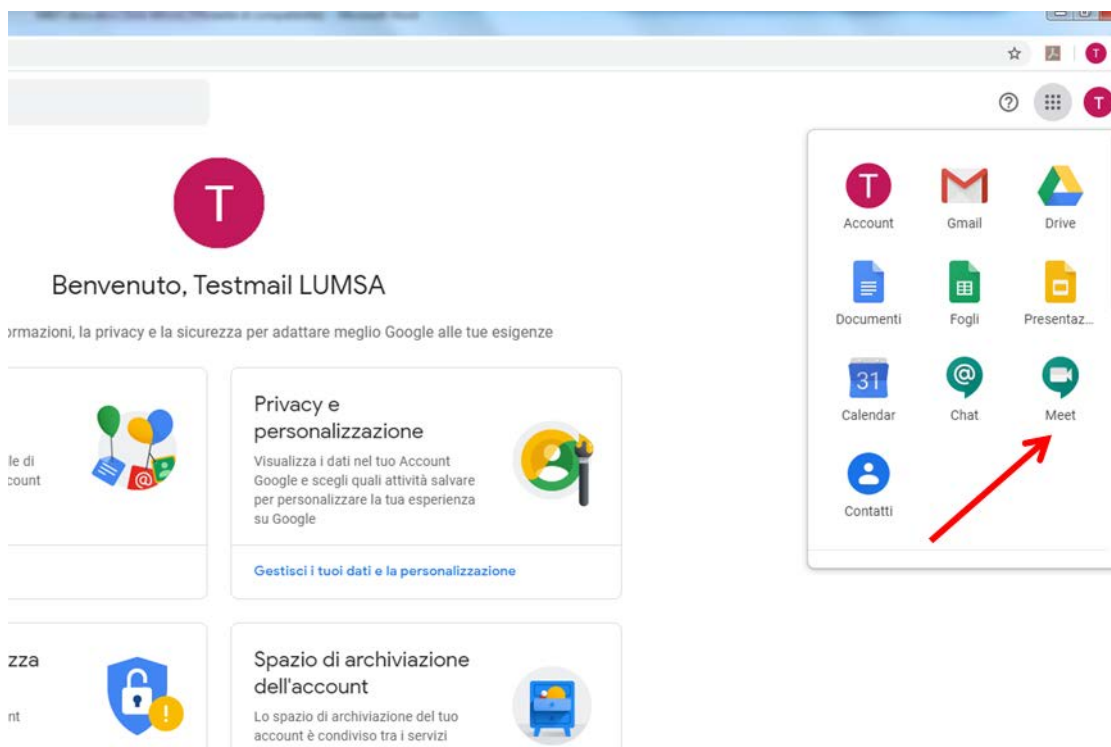 T
?
T
T
Benvenuto, Testmail LUMSA
ormazioni, la privacy e la sicurezza per adattare meglio Google alle tue esigenze
le di
count
Privacy e
personalizzazione
Visualizza i dati nel tuo Account
Google e scegli quali attività salvare
per personalizzare la tua esperienza
su Google
Gestisci i tuoi dati e la personalizzazione
zza
nt
Spazio di archiviazione
dell'account
Lo spazio di archiviazione del tuo
account è condiviso tra i servizi
T
Account
Gmail
Drive
Documenti
Fogli
Presentaz...
31
Calendar
@
Chat
Meet
Contatti